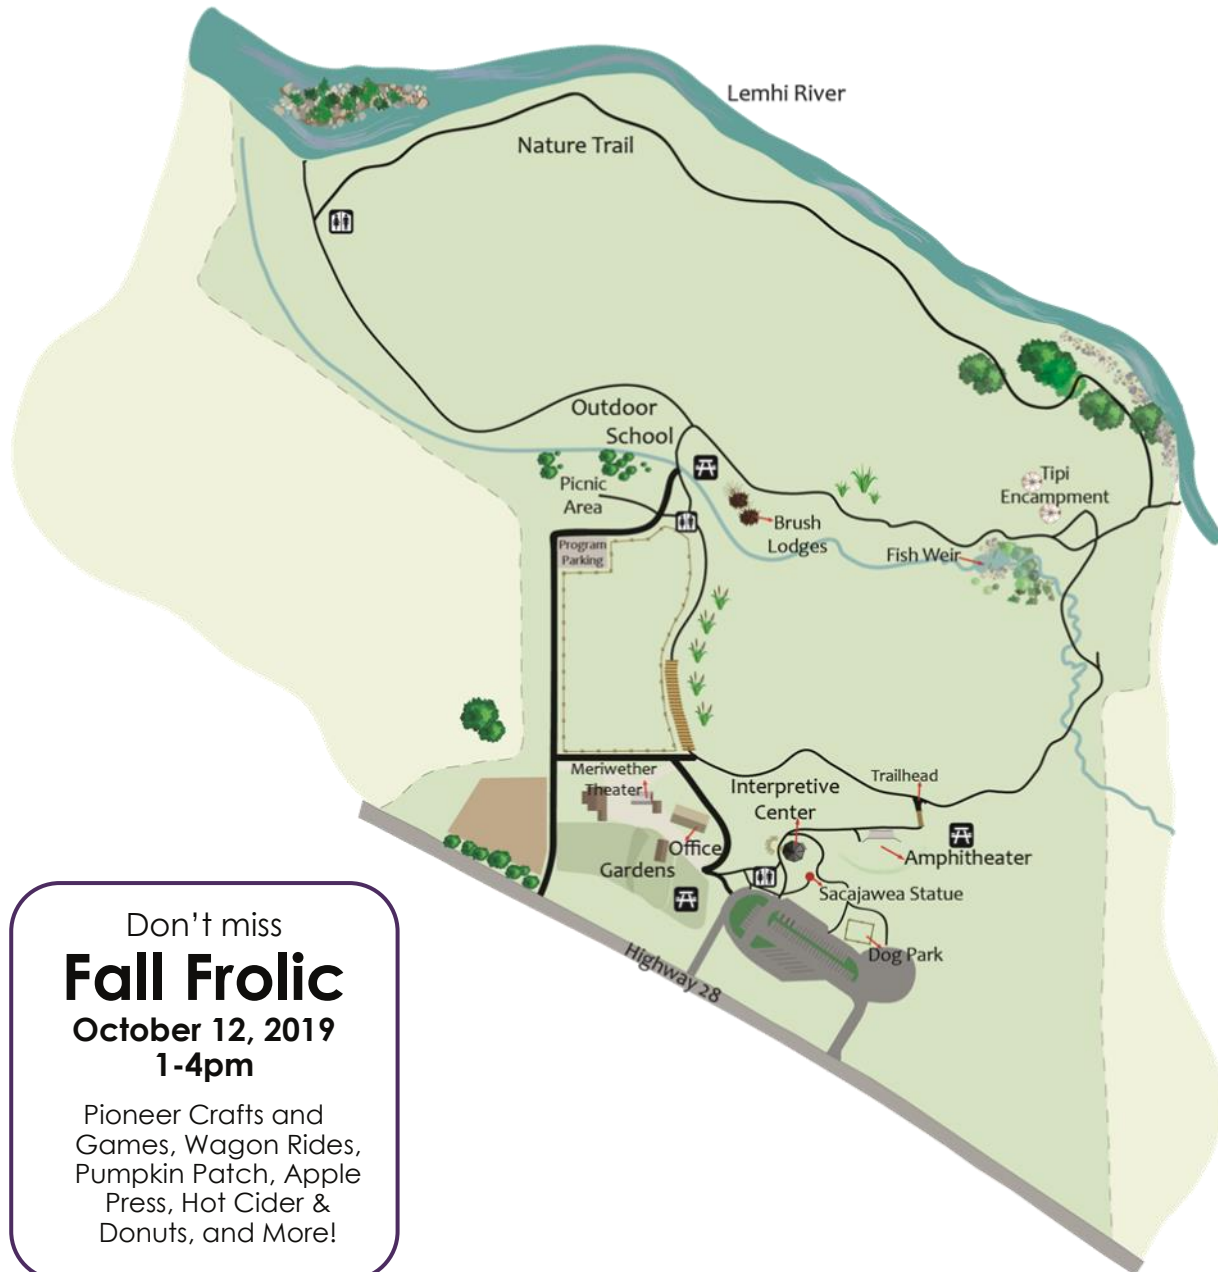 Lemhi River
Nature Trail
Outdoor
School
Picnic
Area
Tipi
Encampment
Brush
Lodges
Fish Weir
Program
Parking
Meriwether
Theater
Interpretive
Center
Trailhead
Office
Amphitheater
Gardens
Sacajawea Statue
Dog Park
Highway 28
Don't miss
Fall Frolic
October 12, 2019
1-4pm
Pioneer Crafts and
Games, Wagon Rides,
Pumpkin Patch, Apple
Press, Hot Cider &
Donuts, and More!